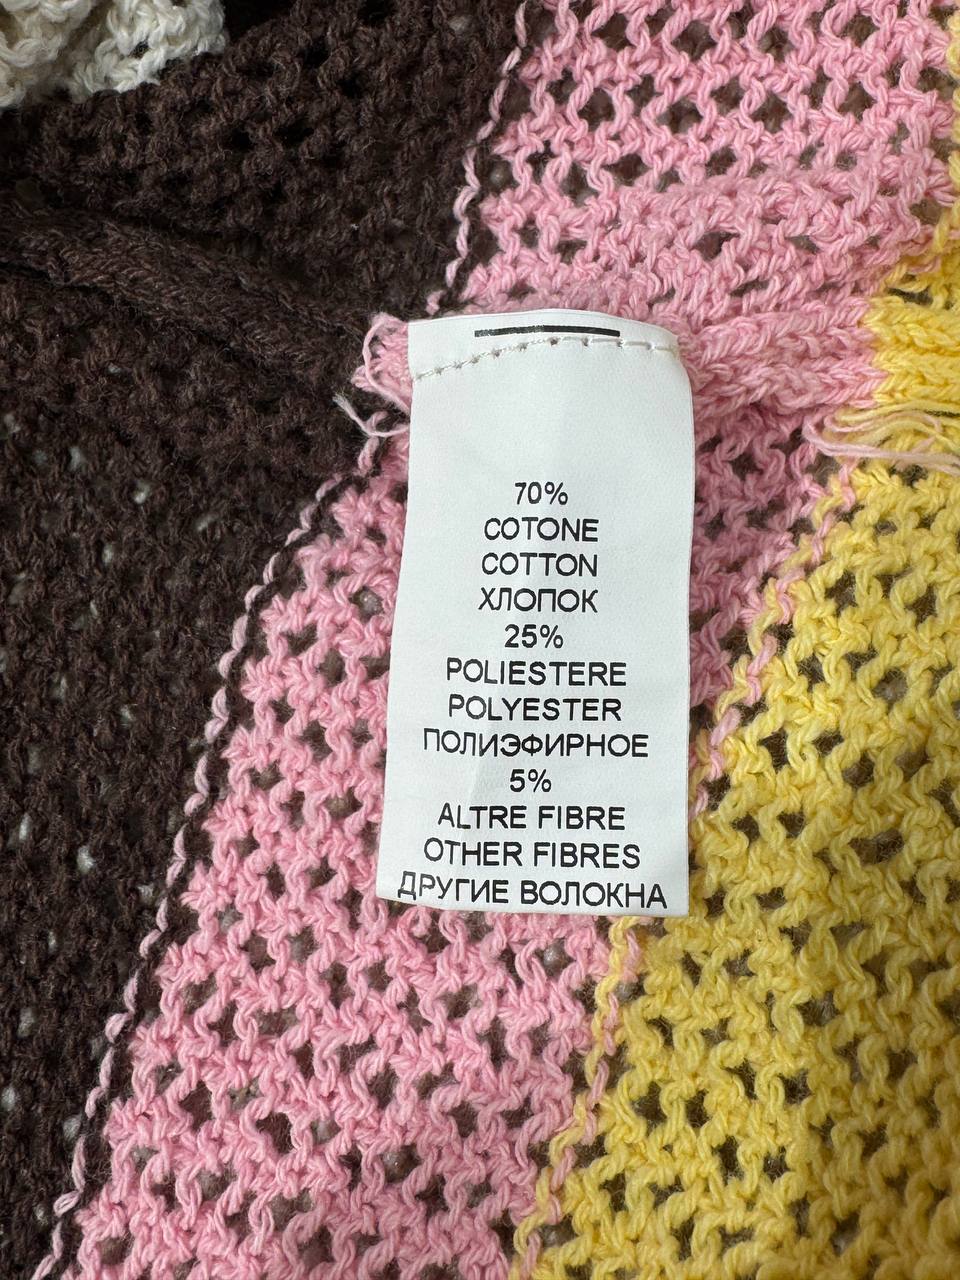 70%
COTONE
COTTON
ХЛОПОК
25%
POLIESTERE
POLYESTER
ПОЛИЭФИРНОЕ
5%
ALTRE FIBRE
OTHER FIBRES
ДРУГИЕ ВОЛОКНА